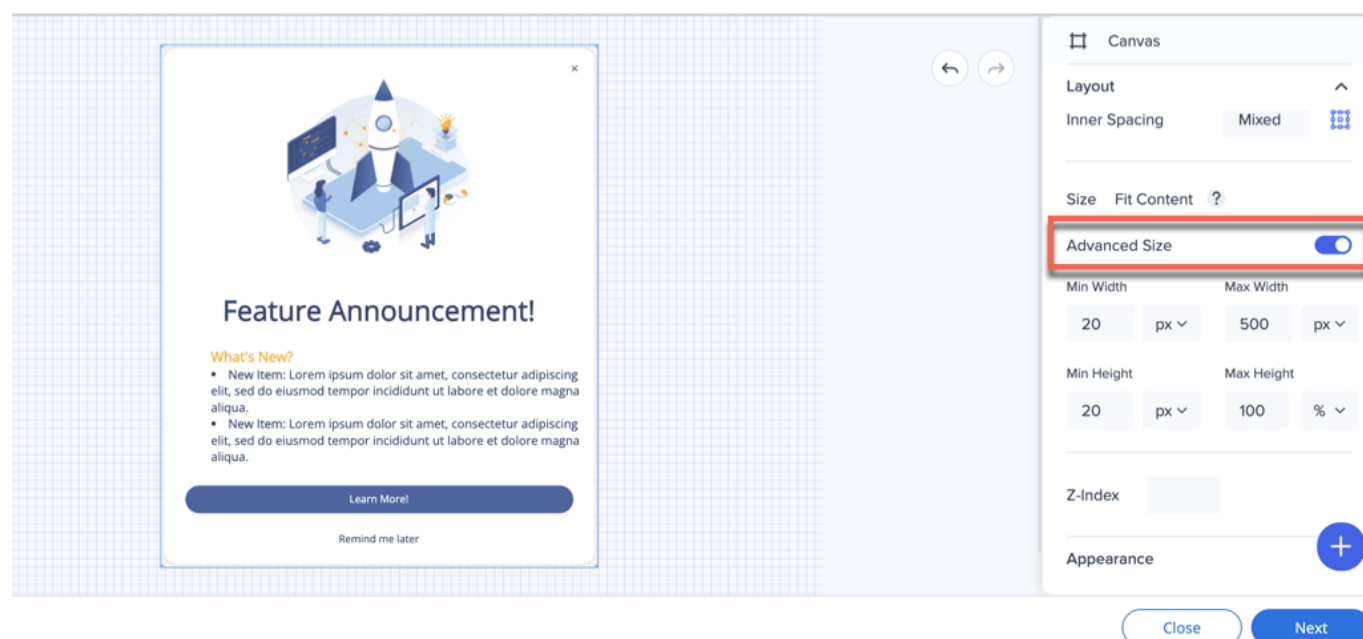 ×
Feature Announcement!
What's New?
• New Item: Lorem ipsum dolor sit amet, consectetur adipiscing
elit, sed do eiusmod tempor incididunt ut labore et dolore magna
aliqua.
• New Item: Lorem ipsum dolor sit amet, consectetur adipiscing
elit, sed do eiusmod tempor incididunt ut labore et dolore magna
aliqua.
Learn More!
Remind me later
Canvas
Layout
Inner Spacing Mixed
Size Fit Content ?
Advanced Size
Min Width Max Width
20 px 500 px
Min Height Max Height
20 px 100 %
Z-Index
Appearance
Close Next